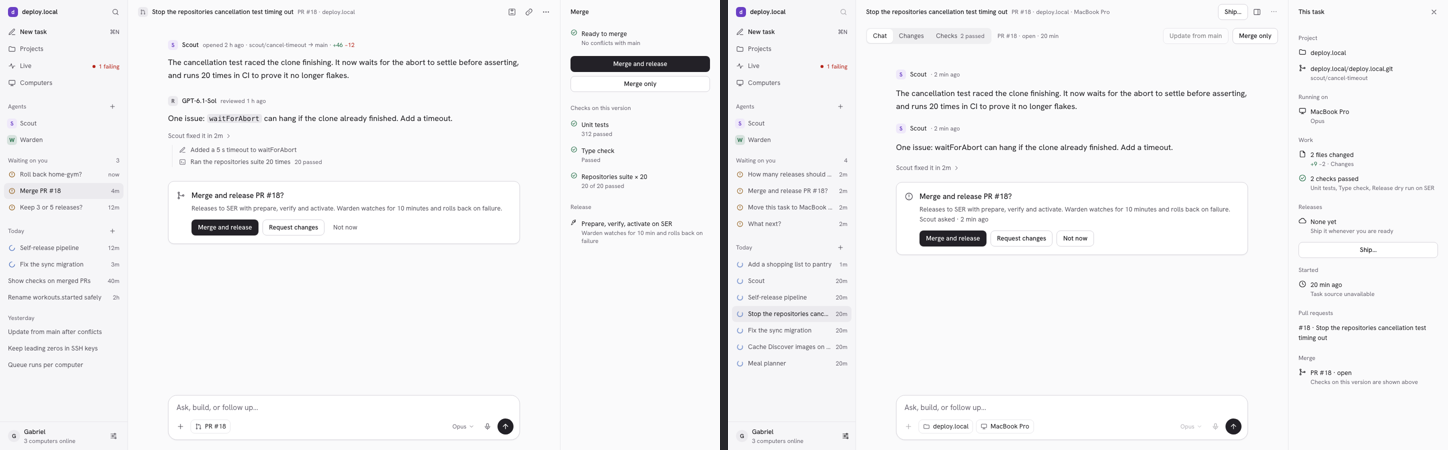 d deploy.local
New task ⌘N
Projects
Live 1 failing
Computers
Agents
S Scout
W Warden
Waiting on you 3
Roll back home-gym? now
Merge PR #18 4m
Keep 3 or 5 releases? 12m
Today
Self-release pipeline 12m
Fix the sync migration 3m
Show checks on merged PRs 40m
Rename workouts.started safely 2h
Yesterday
Update from main after conflicts
Keep leading zeros in SSH keys
Queue runs per computer
G Gabriel
3 computers online
Stop the repositories cancellation test timing out PR #18 · deploy.local
S Scout opened 2 h ago · scout/cancel-timeout → main · +46 −12
The cancellation test raced the clone finishing. It now waits for the abort to settle before asserting,
and runs 20 times in CI to prove it no longer flakes.
R GPT-6.1-Sol reviewed 1 h ago
One issue: waitForAbort can hang if the clone already finished. Add a timeout.
Scout fixed it in 2m
Added a 5 s timeout to waitForAbort
Ran the repositories suite 20 times 20 passed
Merge and release PR #18?
Releases to SER with prepare, verify and activate. Warden watches for 10 minutes and rolls back on failure.
Merge and release Request changes Not now
Ask, build, or follow up...
PR #18 Opus
Merge
Ready to merge
No conflicts with main
Merge and release
Merge only
Checks on this version
Unit tests
312 passed
Type check
Passed
Repositories suite × 20
20 of 20 passed
Release
Prepare, verify, activate on SER
Warden watches for 10 min and rolls back on
failure
d deploy.local
New task ⌘N
Projects
Live 1 failing
Computers
Agents
S Scout
W Warden
Waiting on you 4
How many releases should ... 2m
Merge and release PR #18? 2m
Move this task to MacBook ... 2m
What next? 2m
Today
Add a shopping list to pantry 1m
Scout 20m
Self-release pipeline 20m
Stop the repositories canc... 20m
Fix the sync migration 20m
Cache Discover images on ... 20m
Meal planner 20m
G Gabriel
3 computers online
Stop the repositories cancellation test timing out PR #18 · deploy.local · MacBook Pro
Ship...
Chat Changes Checks 2 passed PR #18 · open · 20 min
Update from main Merge only
S Scout · 2 min ago
The cancellation test raced the clone finishing. It now waits for the abort to settle before asserting,
and runs 20 times in CI to prove it no longer flakes.
S Scout · 2 min ago
One issue: waitForAbort can hang if the clone already finished. Add a timeout.
Scout fixed it in 2m
Merge and release PR #18?
Releases to SER with prepare, verify and activate. Warden watches for 10 minutes and rolls back on failure.
Scout asked · 2 min ago
Merge and release Request changes Not now
Ask, build, or follow up...
deploy.local MacBook Pro Opus
This task
Project
deploy.local
deploy.local/deploy.local.git
scout/cancel-timeout
Running on
MacBook Pro
Opus
Work
2 files changed
+9 -2 · Changes
2 checks passed
Unit tests, Type check, Release dry run on SER
Releases
None yet
Ship it whenever you are ready
Ship...
Started
20 min ago
Task source unavailable
Pull requests
#18 · Stop the repositories cancellation test
timing out
Merge
PR #18 · open
Checks on this version are shown above